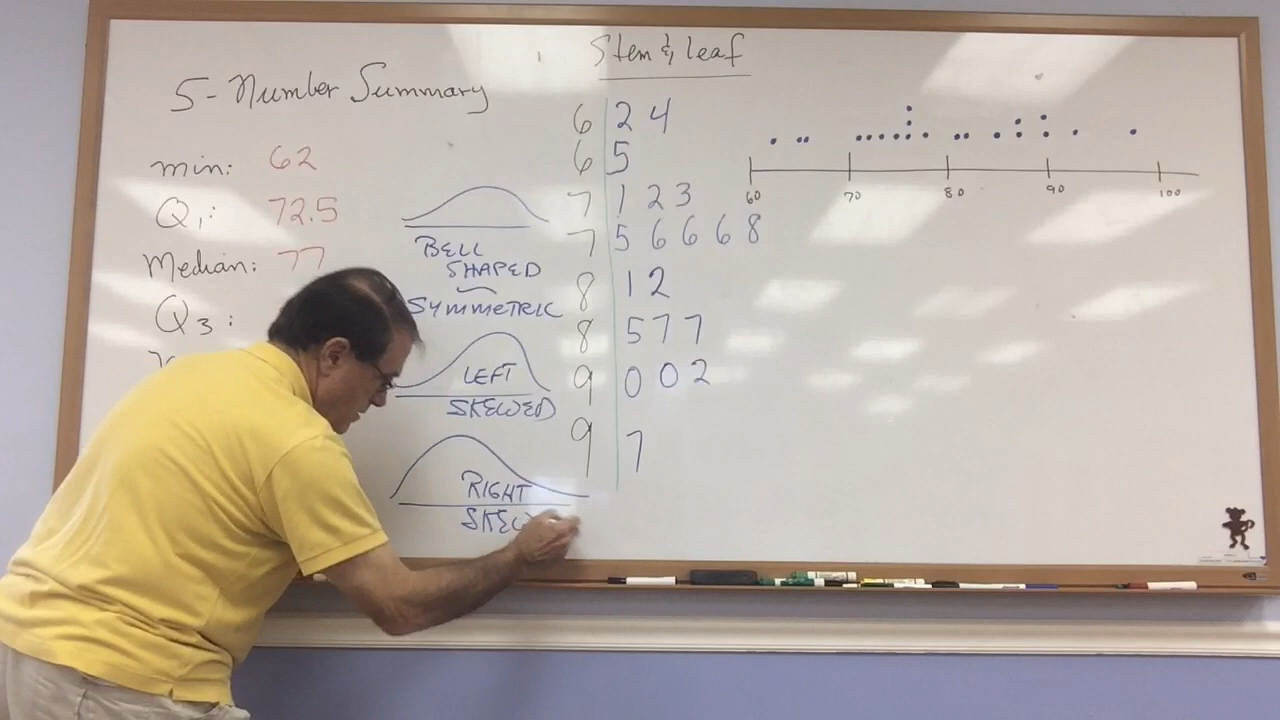 5-Number Summary
min: 62
Q1: 72.5
Median: 77
Q3:
BELL
SHAPED
SYMMETRIC
LEFT
SKEWED
RIGHT
Stem & leaf
6 2 4
6 5
7 1 2 3
7 5 6 6 6 8
8 1 2
8 5 7 7
9 0 0 2
9 7
60 70 80 90 100